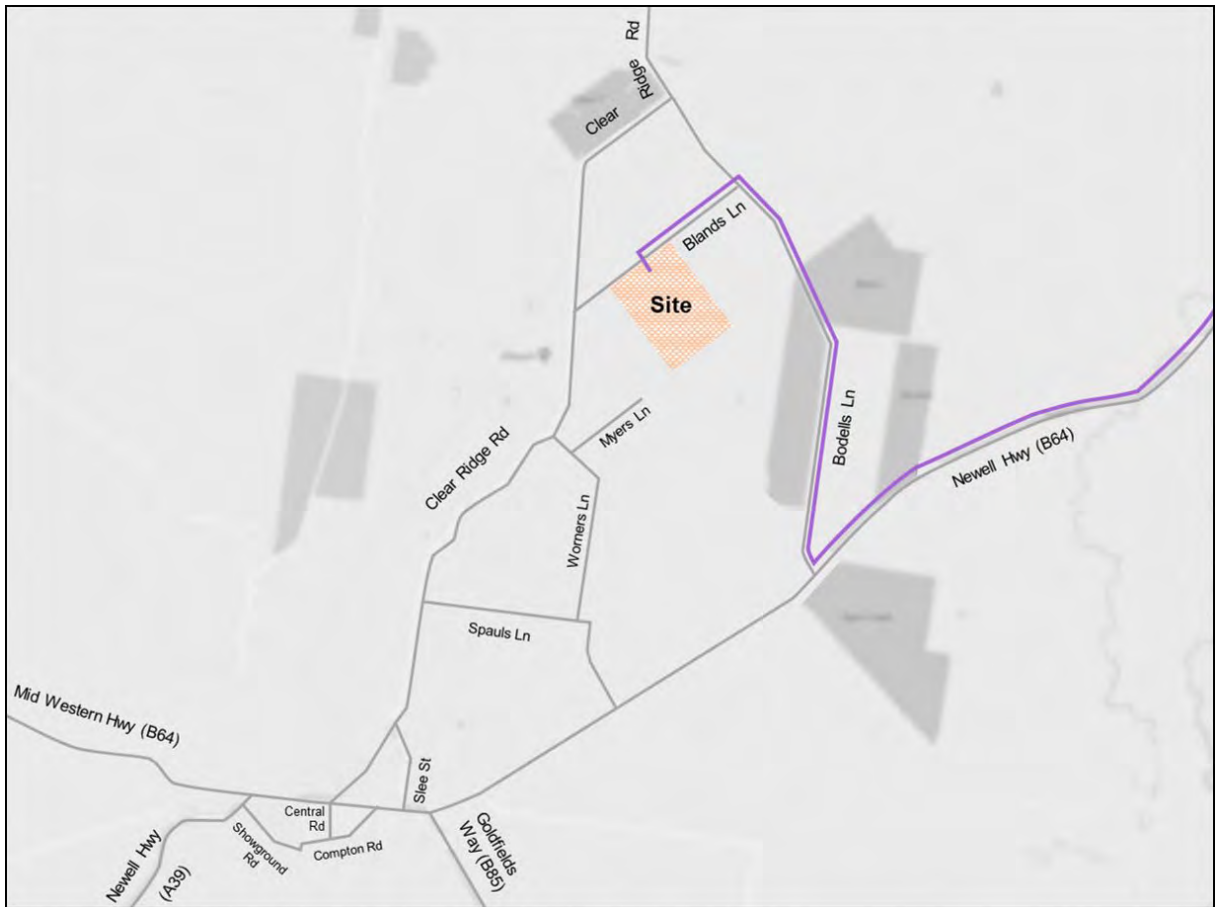 Rd
Ridge
Clear
Blands Ln
Site
Bodells Ln
Myers Ln
Newell Hwy (B64)
Clear Ridge Rd
Worners Ln
Spauls Ln
Mid Western Hwy (B64)
Slee St
Central
Rd
Goldfields
Way (B85)
Showground
Rd
Compton Rd
Newell Hwy
(A39)